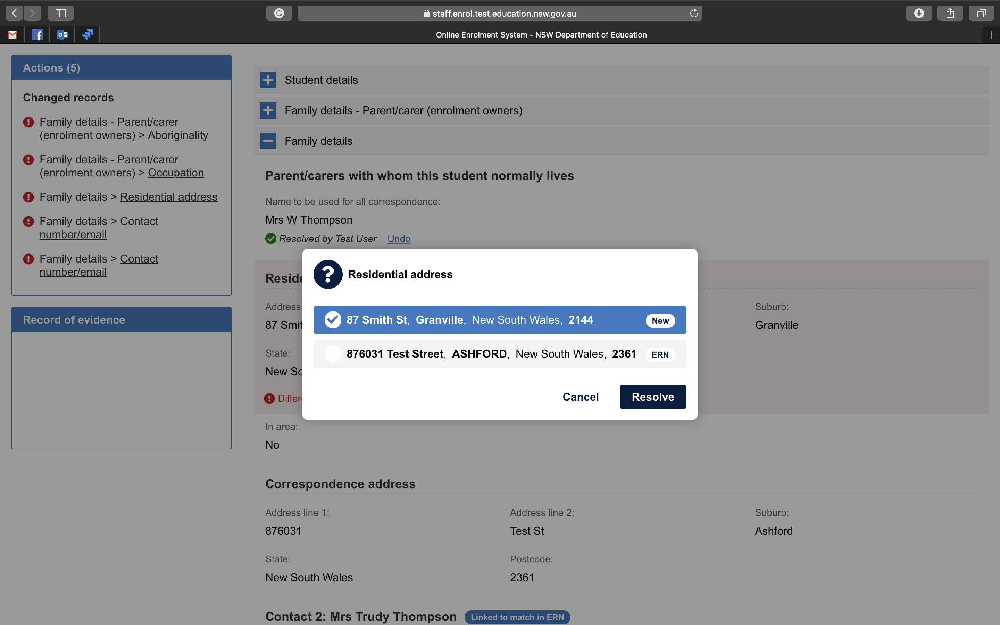 staff.enrol.test.education.nsw.gov.au
Online Enrolment System - NSW Department of Education
Actions (5)
Changed records
Family details - Parent/carer
(enrolment owners) > Aboriginality
Family details - Parent/carer
(enrolment owners) > Occupation
Family details > Residential address
Family details > Contact
number/email
Family details > Contact
number/email
Record of evidence
Student details
Family details - Parent/carer (enrolment owners)
Family details
Parent/carers with whom this student normally lives
Name to be used for all correspondence:
Mrs W Thompson
Resolved by Test User Undo
Reside
Address
87 Smit
Suburb:
Granville
State:
New So
Differe
Residential address
87 Smith St, Granville, New South Wales, 2144 New
876031 Test Street, ASHFORD, New South Wales, 2361 ERN
Cancel Resolve
In area:
No
Correspondence address
Address line 1: Address line 2: Suburb:
876031 Test St Ashford
State: Postcode:
New South Wales 2361
Contact 2: Mrs Trudy Thompson Linked to match in ERN